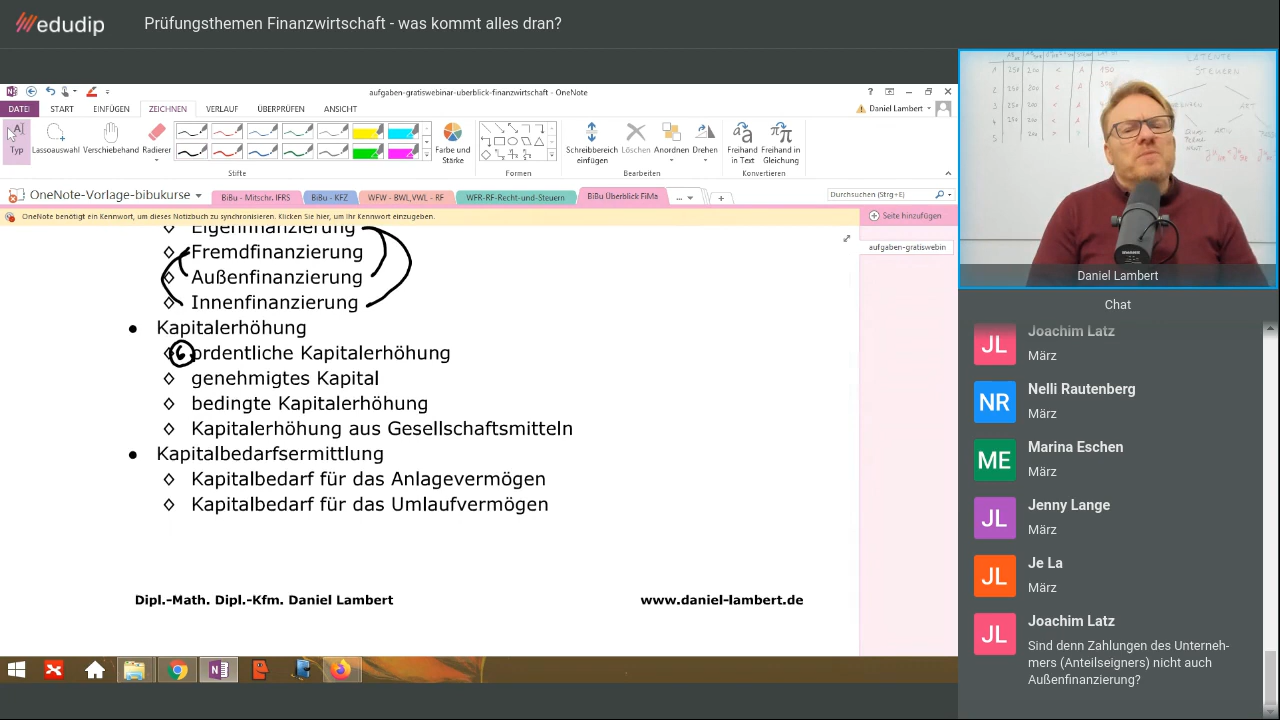 edudip
Prüfungsthemen Finanzwirtschaft - was kommt alles dran?
aufgaben-gratiswebinar-uberblick-finanzwirtschaft - OneNote
DATEI START EINFÜGEN ZEICHNEN VERLAUF ÜBERPRÜFEN ANSICHT
Daniel Lambert
Typ Lassoauswahl Verschiebehand Radierer Farbe und Stärke Schreibbereich einfügen Löschen Anordnen Drehen Freihand in Text Freihand in Gleichung
Stifte Formen Bearbeiten Konvertieren
OneNote-Vorlage-bibukurse
BiBu - Mitschr. IFRS
BiBu - KFZ
WFW - BWL,VWL - RF
WFR-RF-Recht-und-Steuern
BiBu Überblick FiMa
...
Durchsuchen (Strg+E)
OneNote benötigt ein Kennwort, um dieses Notizbuch zu synchronisieren. Klicken Sie hier, um Ihr Kennwort einzugeben.
Seite hinzufügen
aufgaben-gratiswebin
Eigenfinanzierung
Fremdfinanzierung
Außenfinanzierung
Innenfinanzierung
Kapitalerhöhung
6 ordentliche Kapitalerhöhung
genehmigtes Kapital
bedingte Kapitalerhöhung
Kapitalerhöhung aus Gesellschaftsmitteln
Kapitalbedarfsermittlung
Kapitalbedarf für das Anlagevermögen
Kapitalbedarf für das Umlaufvermögen
Dipl.-Math. Dipl.-Kfm. Daniel Lambert
www.daniel-lambert.de
LATENTE
STEUERN
Daniel Lambert
Chat
JL Joachim Latz
März
NR Nelli Rautenberg
März
ME Marina Eschen
März
JL Jenny Lange
März
JL Je La
März
JL Joachim Latz
Sind denn Zahlungen des Unterneh-
mers (Anteilseigners) nicht auch
Außenfinanzierung?